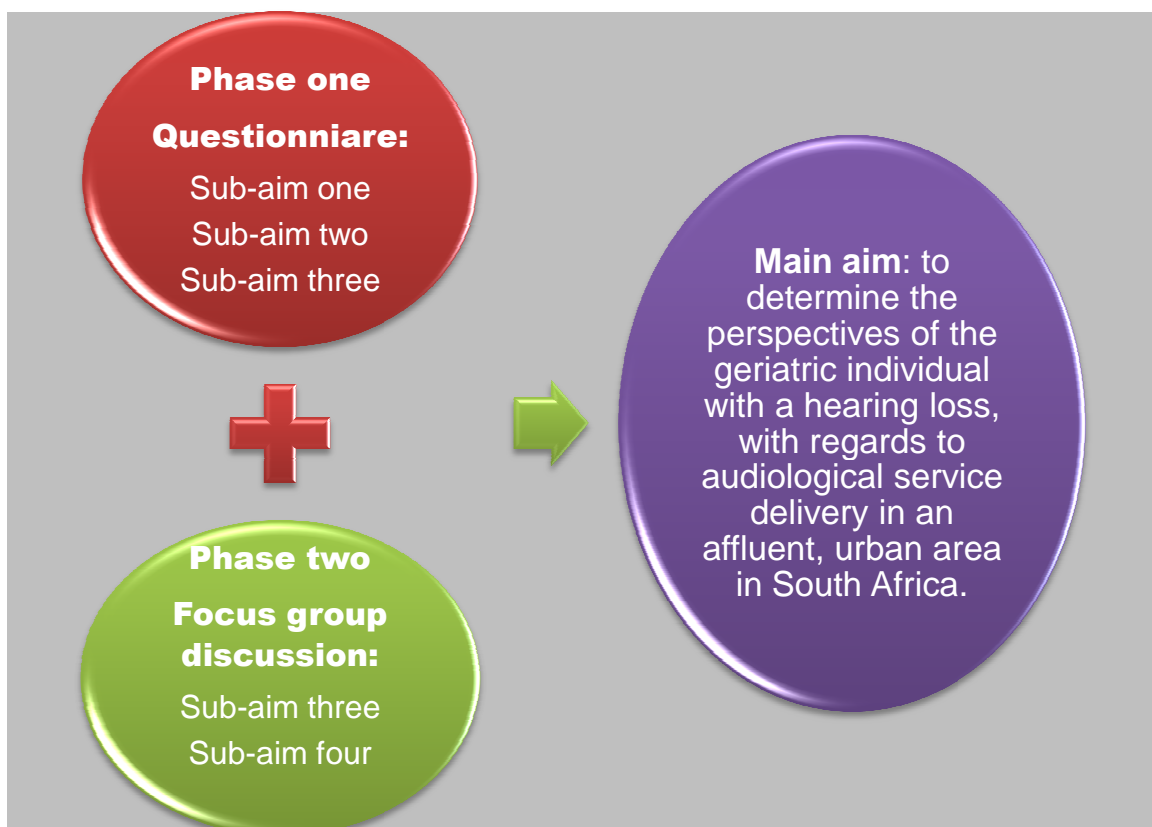 Phase one
Questionniare:
Sub-aim one
Sub-aim two
Sub-aim three
Phase two
Focus group
discussion:
Sub-aim three
Sub-aim four
Main aim: to
determine the
perspectives of the
geriatric individual
with a hearing loss,
with regards to
audiological service
delivery in an
affluent, urban area
in South Africa.